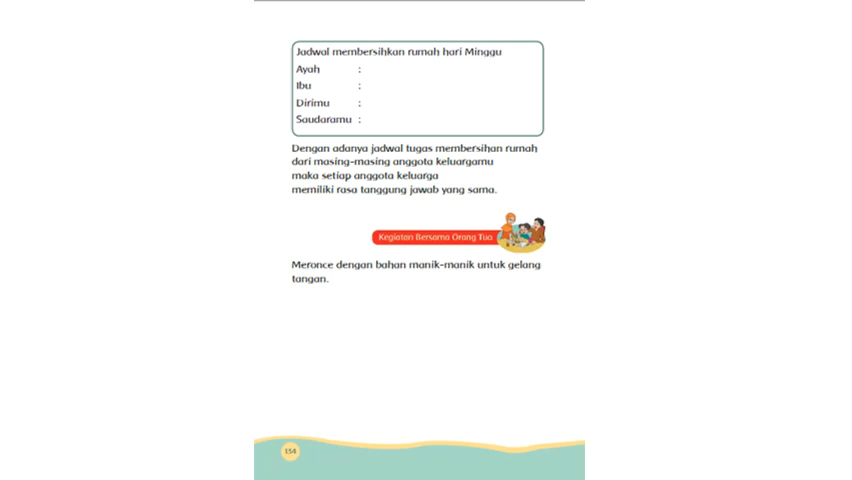 Jadwal membersihkan rumah hari Minggu
Ayah :
Ibu :
Dirimu :
Saudaramu :
Dengan adanya jadwal tugas membersihan rumah
dari masing-masing anggota keluargamu
maka setiap anggota keluarga
memiliki rasa tanggung jawab yang sama.
Kegiatan Bersama Orang Tua
Meronce dengan bahan manik-manik untuk gelang
tangan.
134